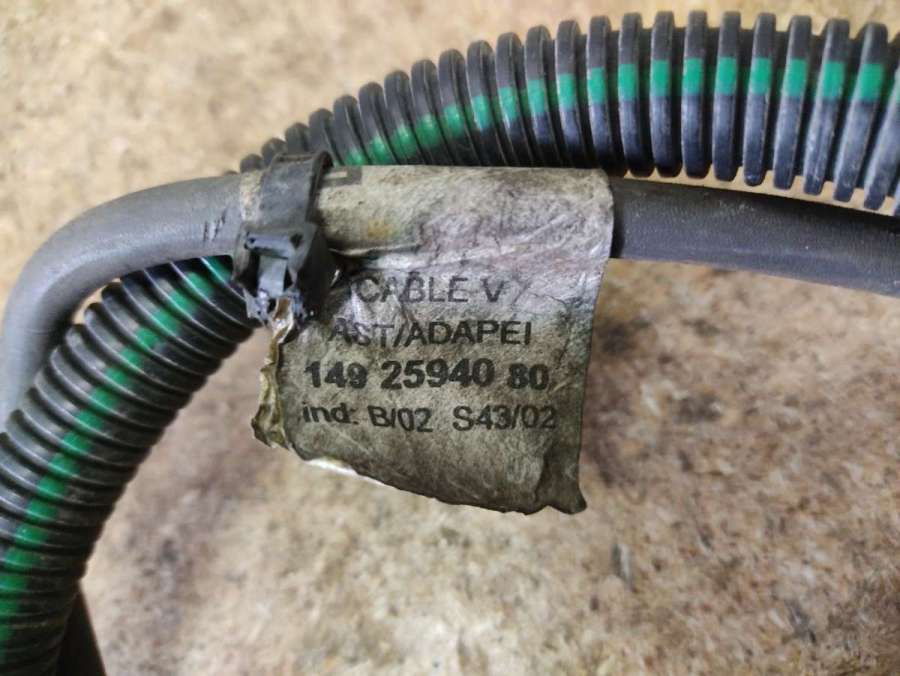 CABLE V
AST/ADAPEI
149 25940 80
ind: B/02 S43/02